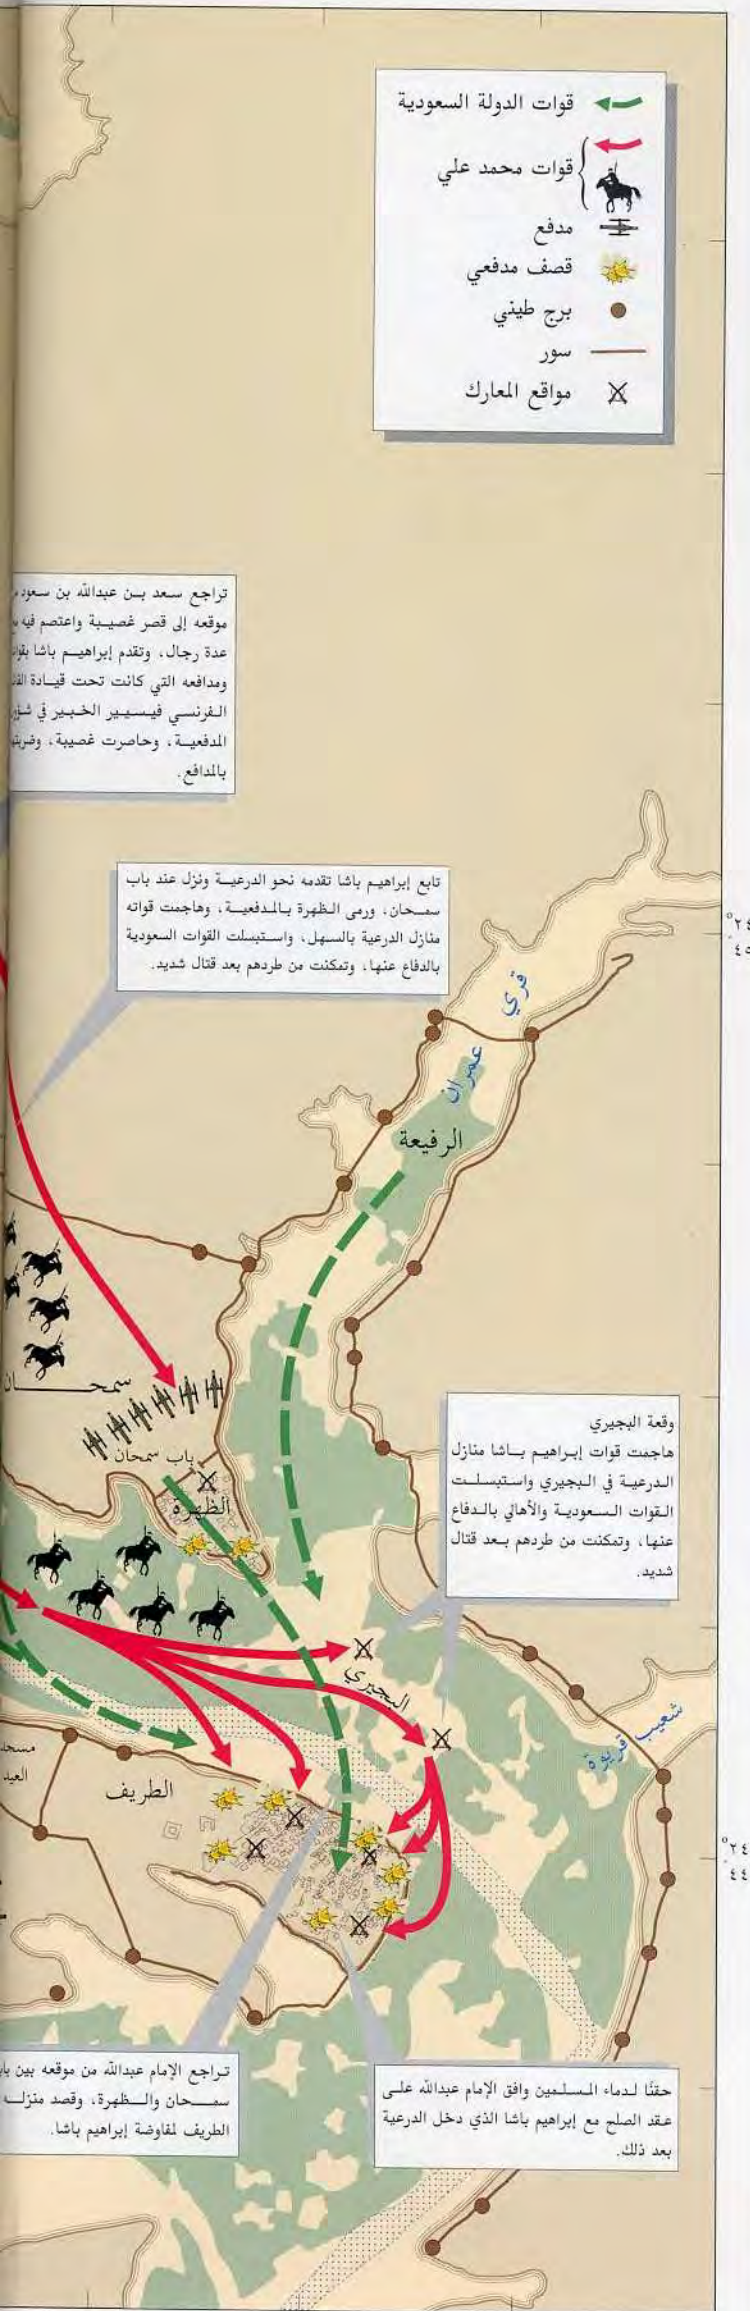 قوات الدولة السعودية
قوات محمد علي
مدفع
قصف مدفعي
برج طيني
سور
مواقع المعارك
تراجع سعد بن عبدالله بن سعود
موقعه إلى قصر غصيبة واعتصم فيه
عدة رجال، وتقدم إبراهيم باشا
ومدافعه التي كانت تحت قيادة
الفرنسي فيسيير الخبير في
المدفعية، وحاصرت غصيبة،
بالمدافع.
تابع إبراهيم باشا تقدمه نحو الدرعية ونزل عند باب
سمحان، ورمى الظهرة بالمدفعية، وهاجمت قواته
منازل الدرعية بالسهل، واستبسلت القوات السعودية
بالدفاع عنها، وتمكنت من طردهم بعد قتال شديد.
°٢٤
٤٥
قري
عمران
الرفيعة
سمحان
باب سمحان
الظهرة
وقعة البجيري
هاجمت قوات إبراهيم باشا منازل
الدرعية في البجيري واستبسلت
القوات السعودية والأهالي بالدفاع
عنها، وتمكنت من طردهم بعد قتال
شديد.
البجيري
شعيب قريوة
مسجد
العيد
الطريف
°٢٤
٤٤
تراجع الإمام عبدالله من موقعه بين
سمحان والظهرة، وقصد منزله
الطريف لمفاوضة إبراهيم باشا.
حقنًا لدماء المسلمين وافق الإمام عبدالله على
عقد الصلح مع إبراهيم باشا الذي دخل الدرعية
بعد ذلك.